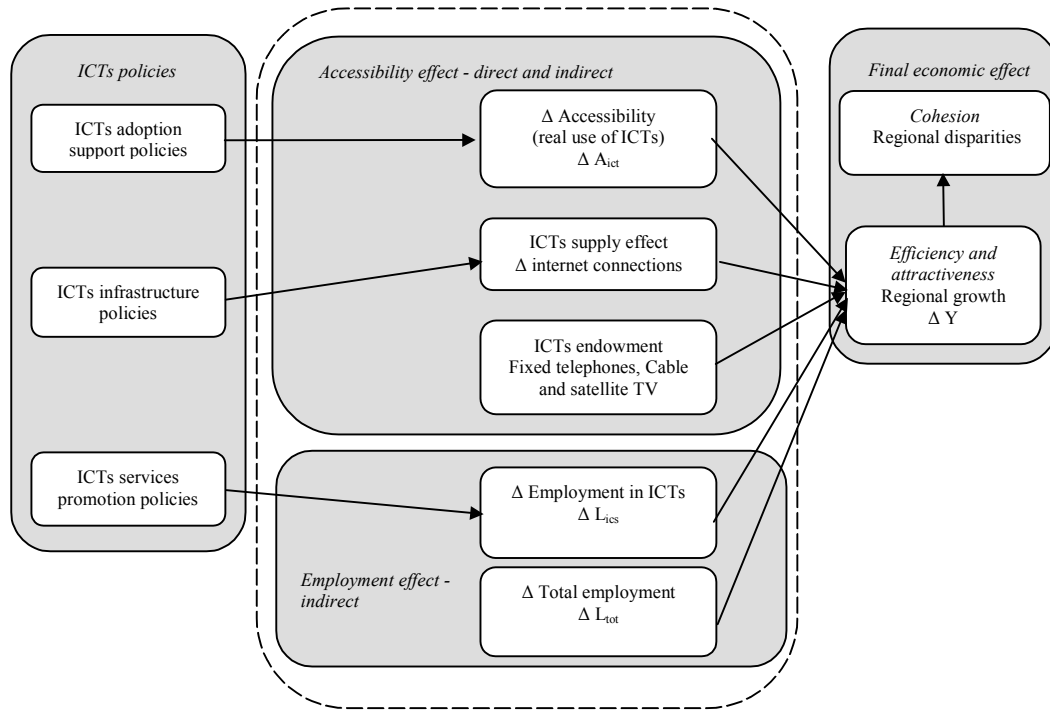 ICTs policies
ICTs adoption
support policies
ICTs infrastructure
policies
ICTs services
promotion policies
Accessibility effect - direct and indirect
Δ Accessibility
(real use of ICTs)
Δ Aict
ICTs supply effect
Δ internet connections
ICTs endowment
Fixed telephones, Cable
and satellite TV
Δ Employment in ICTs
Δ Lics
Employment effect -
indirect
Δ Total employment
Δ Ltot
Final economic effect
Cohesion
Regional disparities
Efficiency and
attractiveness
Regional growth
Δ Y